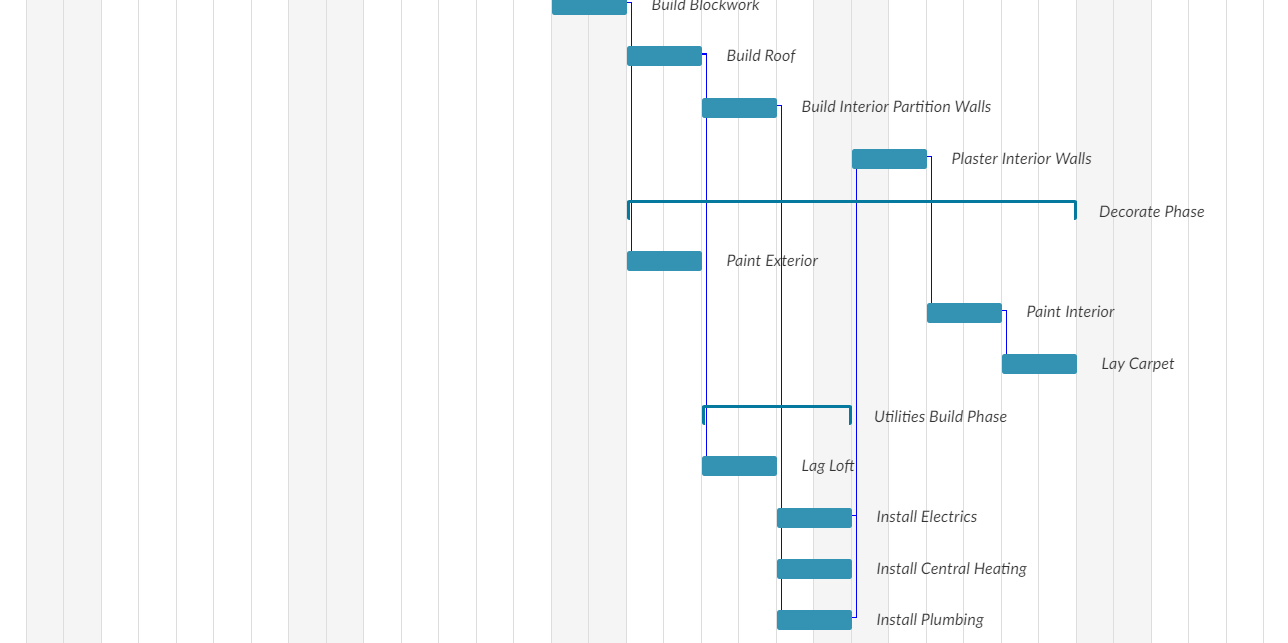 Build Blockwork
Build Roof
Build Interior Partition Walls
Plaster Interior Walls
Decorate Phase
Paint Exterior
Paint Interior
Lay Carpet
Utilities Build Phase
Lag Loft
Install Electrics
Install Central Heating
Install Plumbing